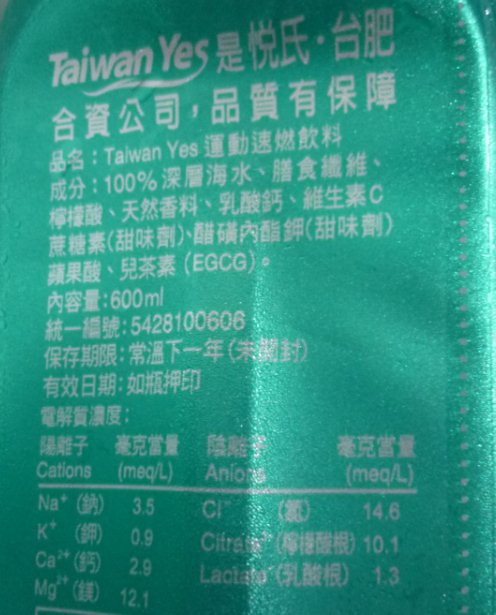 Taiwan Yes 是悅氏·台肥
合資公司，品質有保障
品名：Taiwan Yes 運動速燃飲料
成分：100% 深層海水、膳食纖維、
檸檬酸、天然香料、乳酸鈣、維生素C
蔗糖素(甜味劑)、醋磺內酯鉀(甜味劑)
蘋果酸、兒茶素 (EGCG)。
內容量:600ml
統一編號:5428100606
保存期限:常溫下一年(未開封)
有效日期:如瓶押印
電解質濃度:
陽離子 毫克當量 陰離子 毫克當量
Cations (meq/L) Anions (meq/L)
Na⁺ (鈉) 3.5 Cl⁻ (氯) 14.6
K⁺ (鉀) 0.9 Citrate (檸檬酸根) 10.1
Ca²⁺(鈣) 2.9 Lactate (乳酸根) 1.3
Mg²⁺(鎂) 12.1